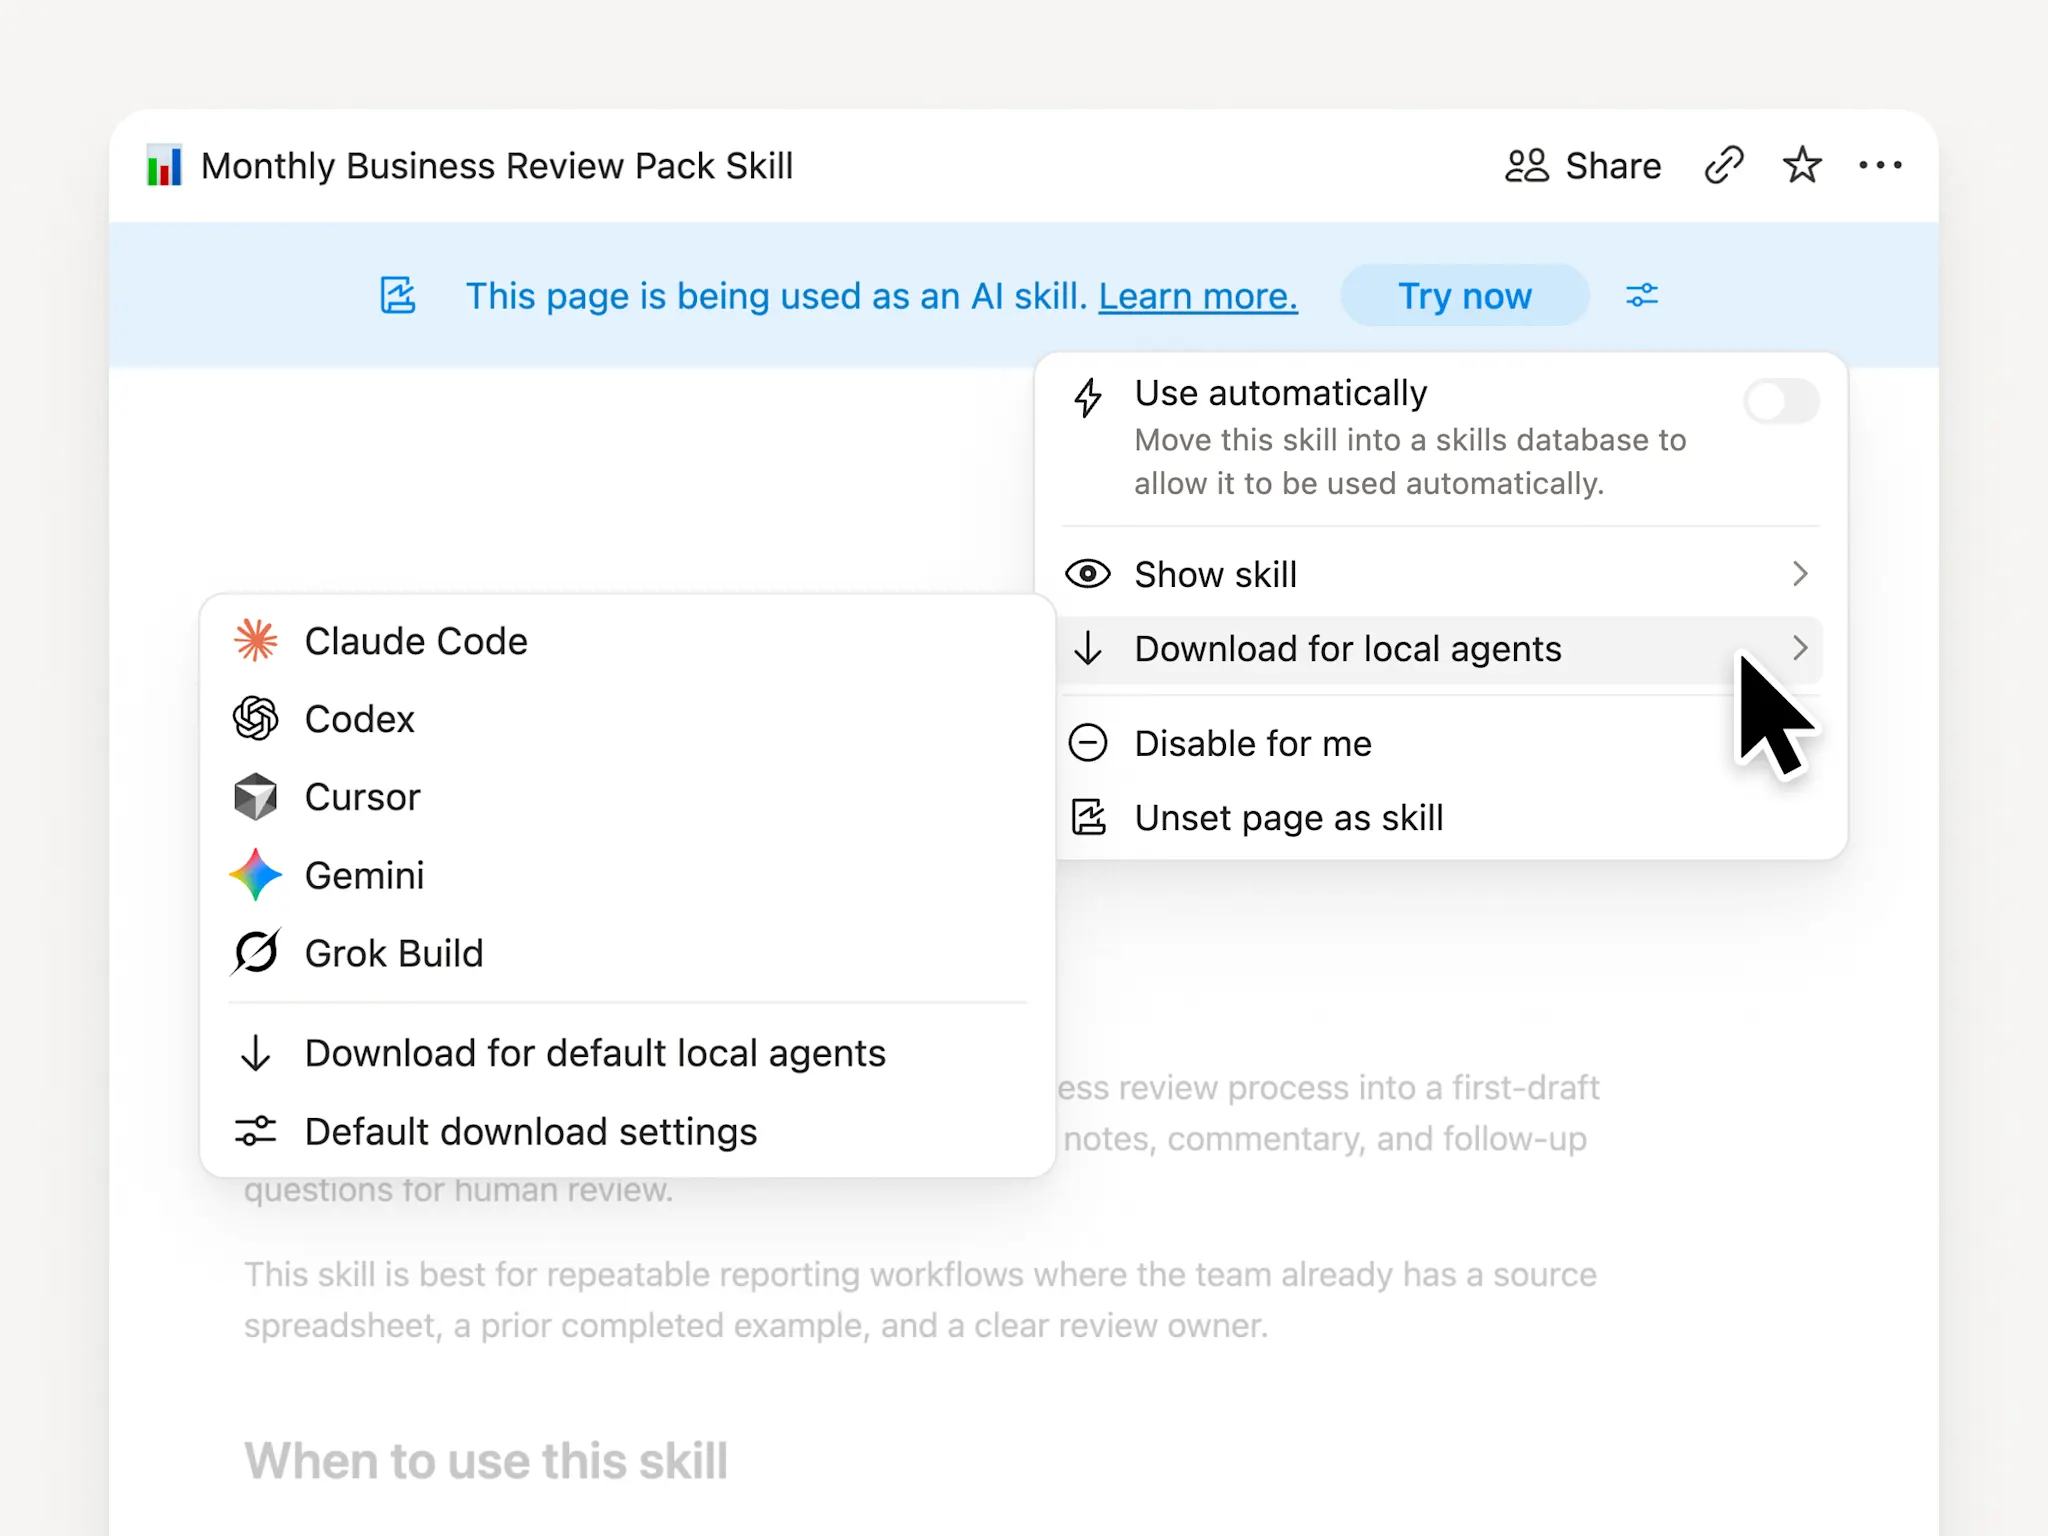 Monthly Business Review Pack Skill
Share
This page is being used as an AI skill. Learn more.
Try now
Use automatically
Move this skill into a skills database to
allow it to be used automatically.
Show skill
Download for local agents
Disable for me
Unset page as skill
Claude Code
Codex
Cursor
Gemini
Grok Build
Download for default local agents
Default download settings
ess review process into a first-draft
notes, commentary, and follow-up
questions for human review.
This skill is best for repeatable reporting workflows where the team already has a source
spreadsheet, a prior completed example, and a clear review owner.
When to use this skill